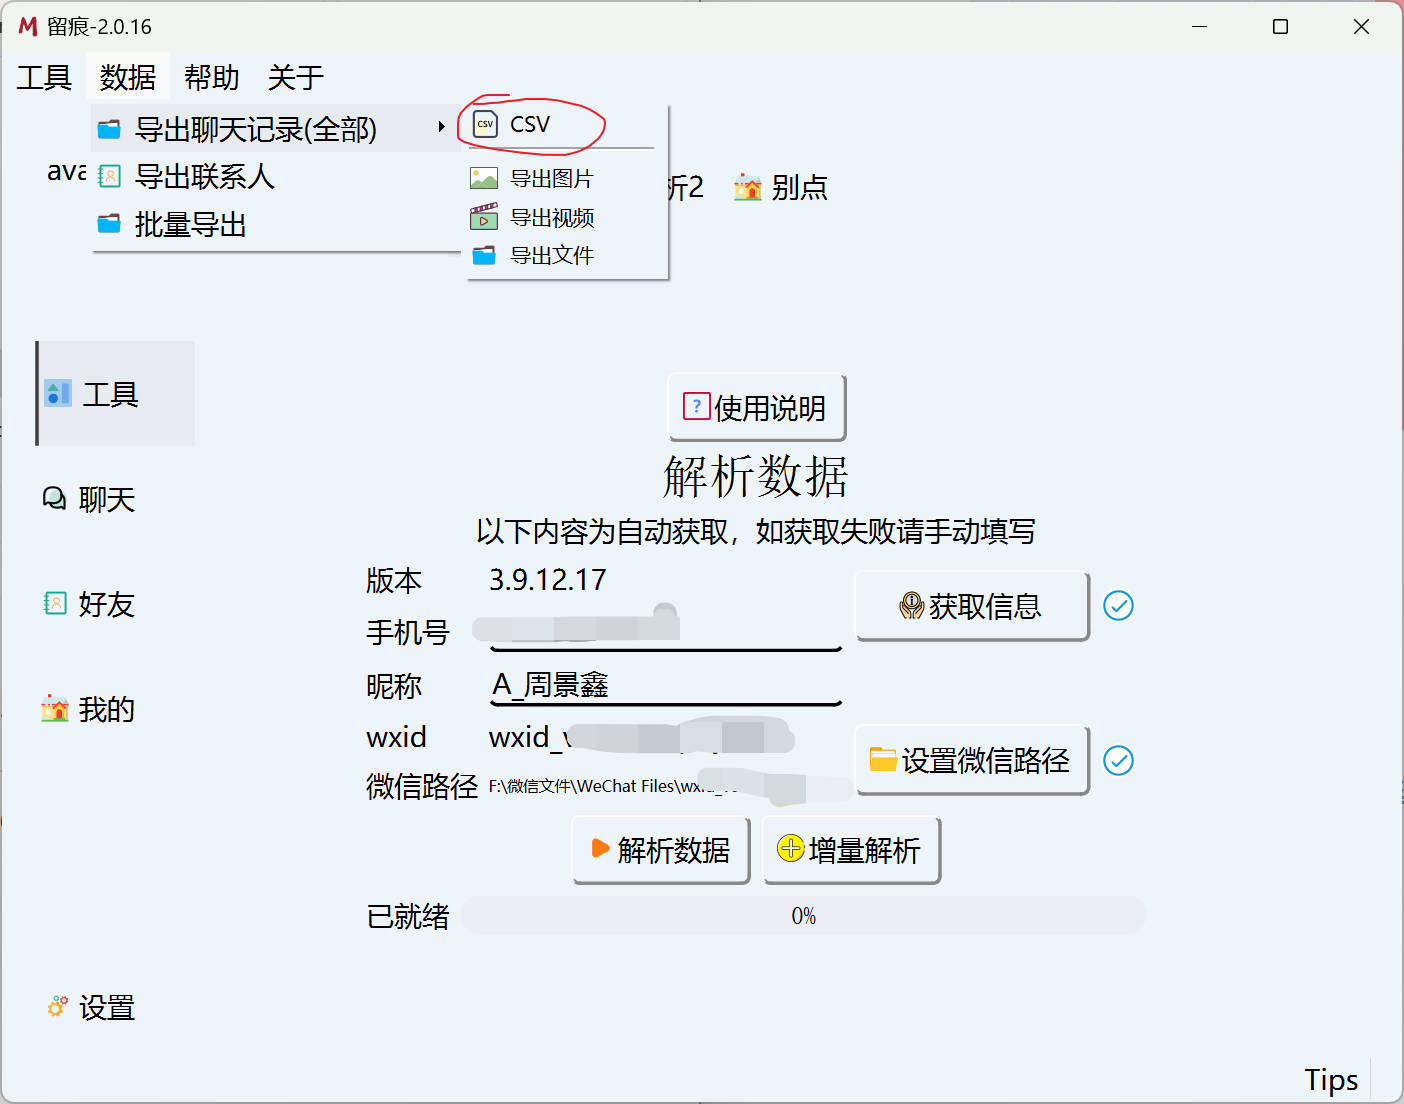 留痕-2.0.16
工具 数据 帮助 关于
导出聊天记录(全部)
导出联系人
批量导出
CSV
CSV
导出图片
导出视频
导出文件
析2 别点
工具
聊天
好友
我的
设置
使用说明
解析数据
以下内容为自动获取，如获取失败请手动填写
版本 3.9.12.17
手机号
获取信息
昵称 A_周景鑫
wxid wxid_v
设置微信路径
微信路径 F:\微信文件\WeChat Files\wxid_
解析数据 增量解析
已就绪 0%
Tips